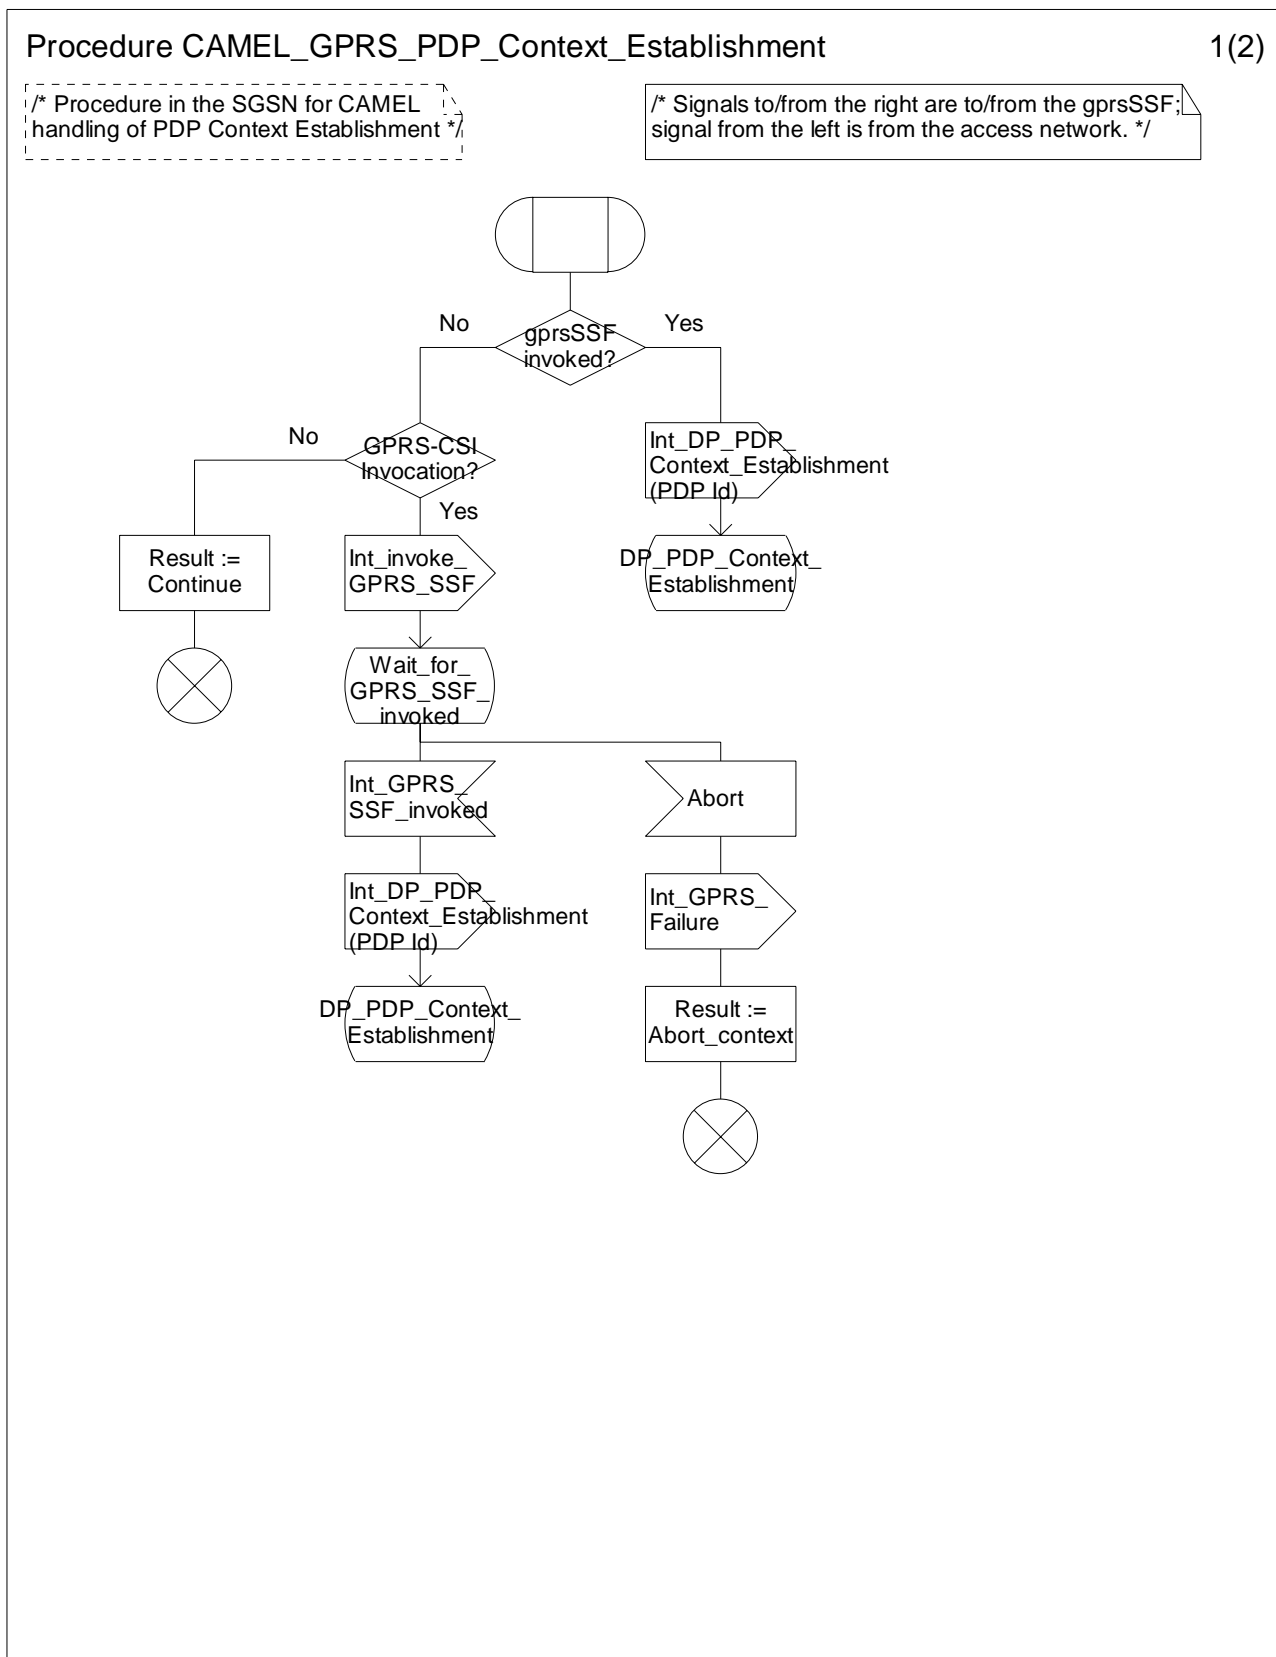 Procedure CAMEL_GPRS_PDP_Context_Establishment
1(2)
/* Procedure in the SGSN for CAMEL
handling of PDP Context Establishment */
/* Signals to/from the right are to/from the gprsSSF;
signal from the left is from the access network. */
gprsSSF
invoked?
No
Yes
GPRS-CSI
Invocation?
No
Yes
Int_DP_PDP_
Context_Establishment
(PDP Id)
Result :=
Continue
Int_invoke_
GPRS_SSF
DP_PDP_Context_
Establishment
Wait_for_
GPRS_SSF_
invoked
Int_GPRS_
SSF_invoked
Abort
Int_DP_PDP_
Context_Establishment
(PDP Id)
Int_GPRS_
Failure
DP_PDP_Context_
Establishment
Result :=
Abort_context